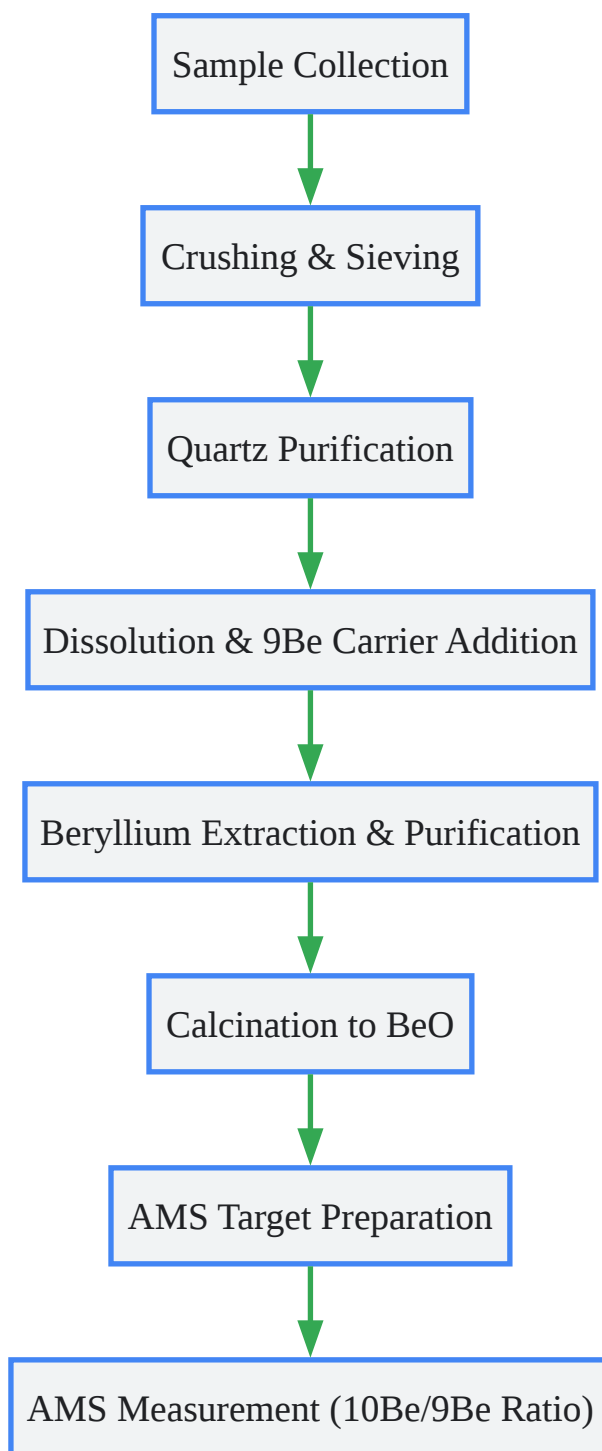 Sample Collection
Crushing & Sieving
Quartz Purification
Dissolution & 9Be Carrier Addition
Beryllium Extraction & Purification
Calcination to BeO
AMS Target Preparation
AMS Measurement (10Be/9Be Ratio)